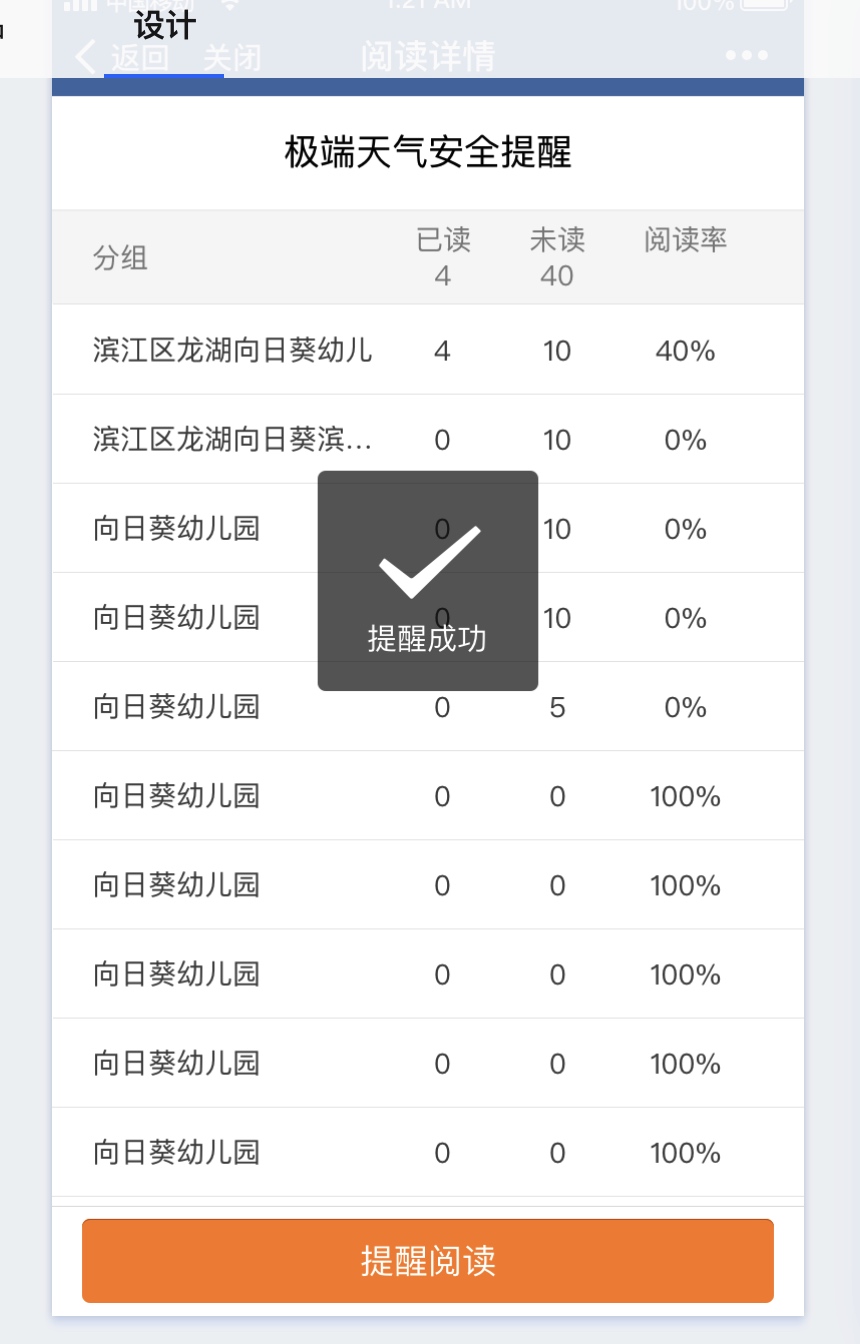 中国移动 1:21 AM 100%
设计
返回 关闭 阅读详情
极端天气安全提醒
分组 已读 未读 阅读率
4 40
滨江区龙湖向日葵幼儿 4 10 40%
滨江区龙湖向日葵滨... 0 10 0%
向日葵幼儿园 0 10 0%
向日葵幼儿园 0 10 0%
提醒成功
向日葵幼儿园 0 5 0%
向日葵幼儿园 0 0 100%
向日葵幼儿园 0 0 100%
向日葵幼儿园 0 0 100%
向日葵幼儿园 0 0 100%
向日葵幼儿园 0 0 100%
提醒阅读